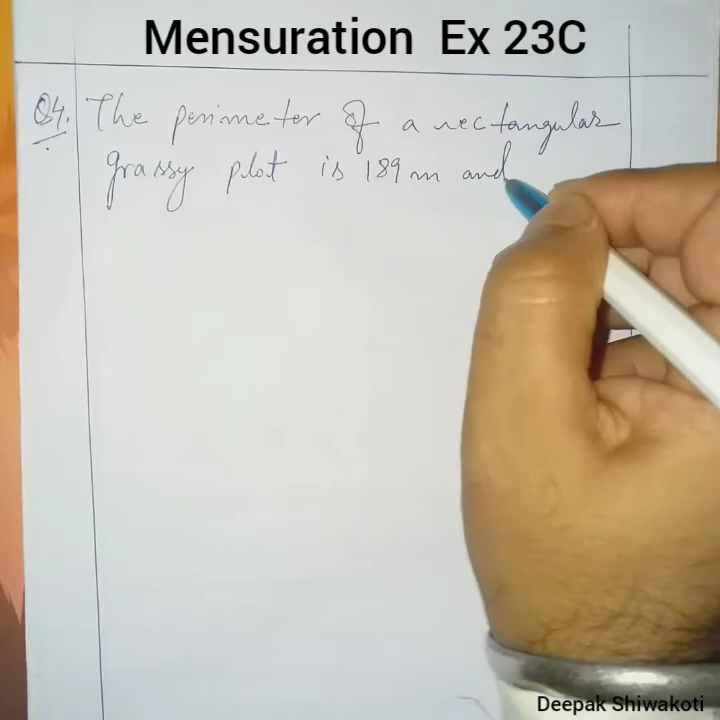 Mensuration Ex 23C
Q4. The perimeter of a rectangular
grassy plot is 189 m and
Deepak Shiwakoti